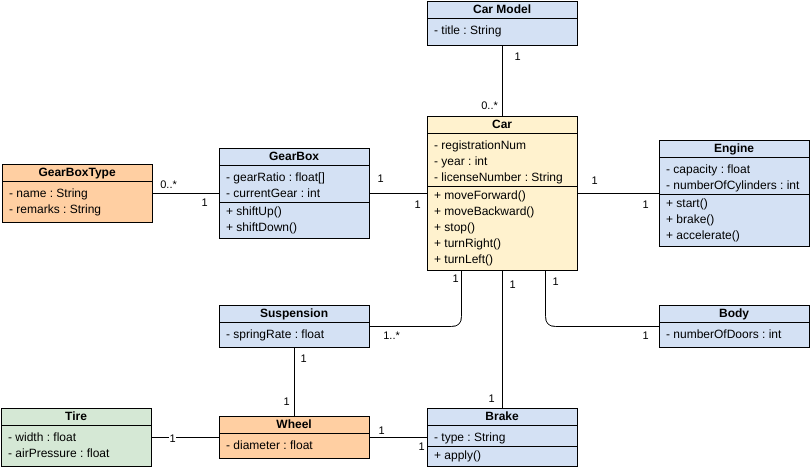 Car Model
- title : String
1
0..*
Car
- registrationNum
- year : int
- licenseNumber : String
+ moveForward()
+ moveBackward()
+ stop()
+ turnRight()
+ turnLeft()
GearBoxType
- name : String
- remarks : String
0..*
1
GearBox
- gearRatio : float[]
- currentGear : int
+ shiftUp()
+ shiftDown()
1
1
1
1
Engine
- capacity : float
- numberOfCylinders : int
+ start()
+ brake()
+ accelerate()
1
1
1
Suspension
- springRate : float
1..*
1
Body
- numberOfDoors : int
1
1
1
Tire
- width : float
- airPressure : float
1
Wheel
- diameter : float
1
1
Brake
- type : String
+ apply()